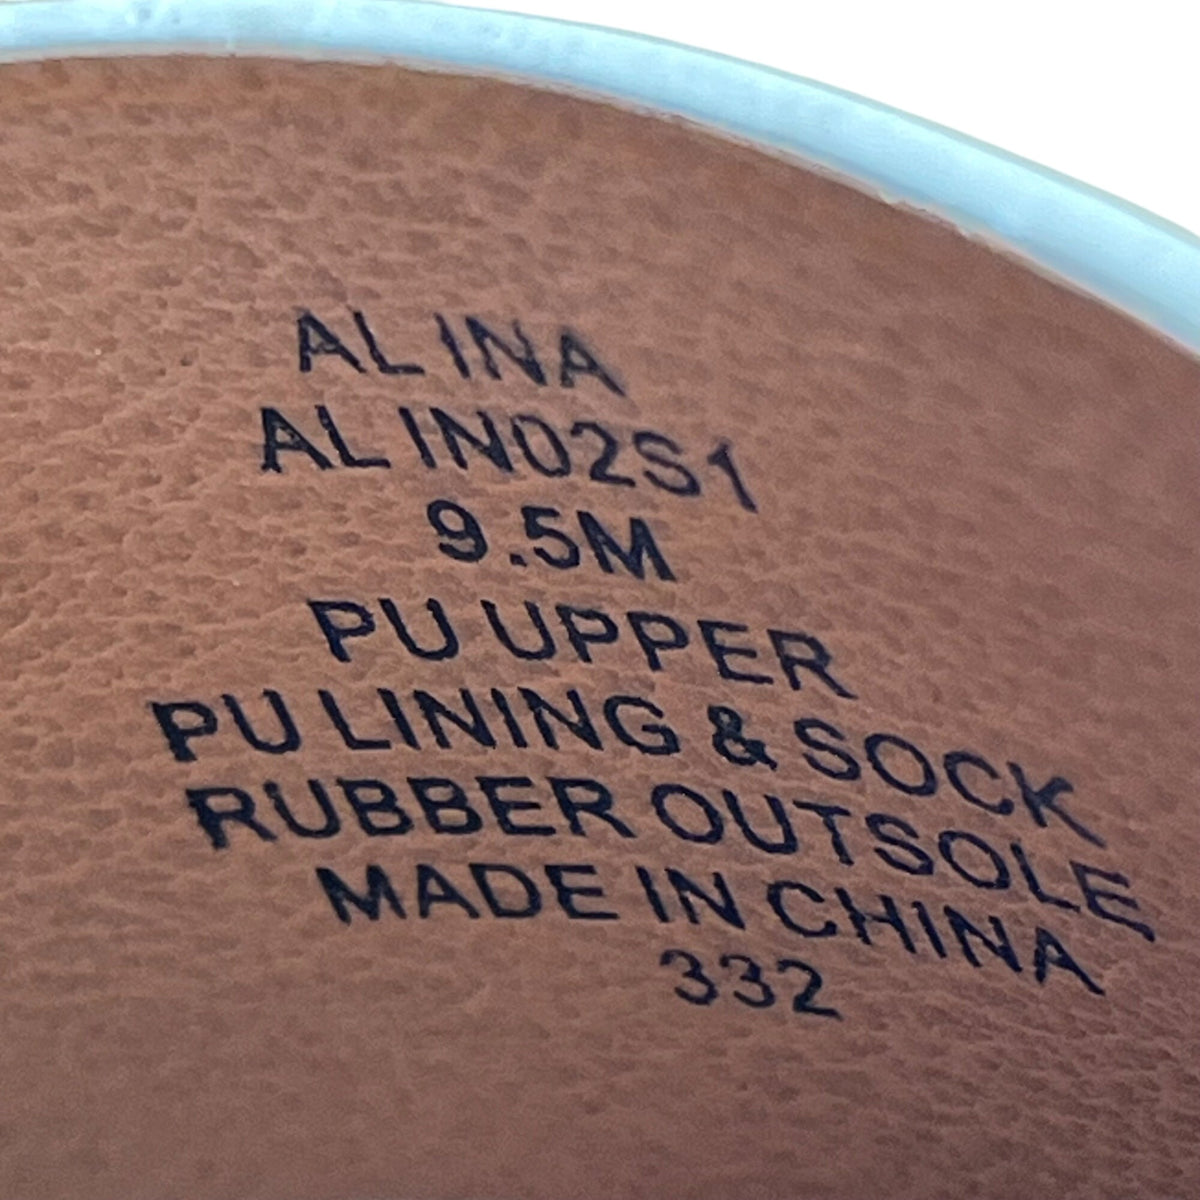 ALINA
ALIN02S1
9.5M
PU UPPER
PU LINING & SOCK
RUBBER OUTSOLE
MADE IN CHINA
332